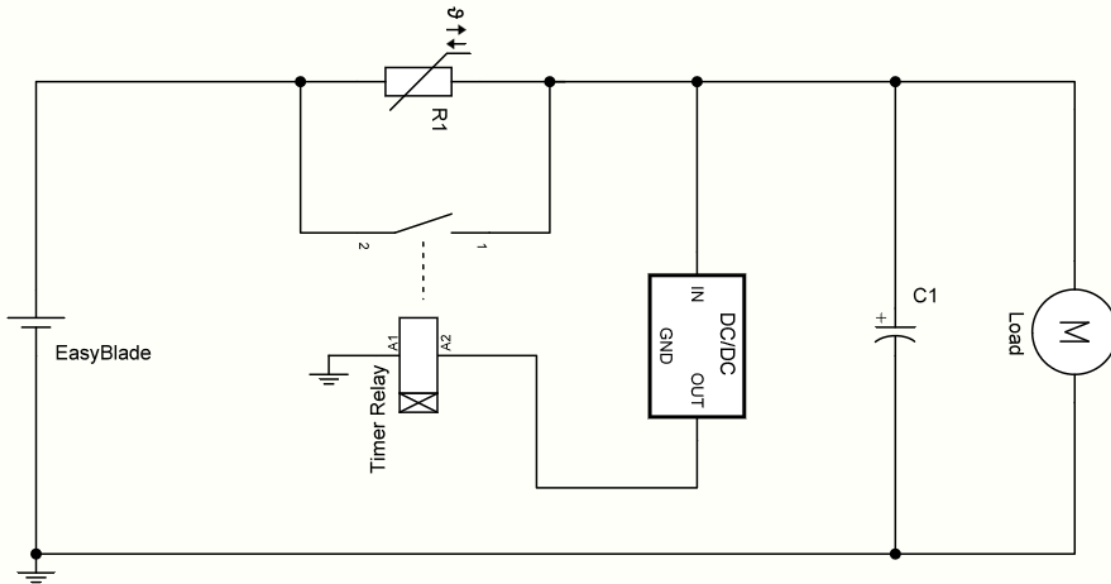 ϑ
R1
2
1
EasyBlade
A1
A2
Timer Relay
IN
DC/DC
GND
OUT
+
C1
M
Load